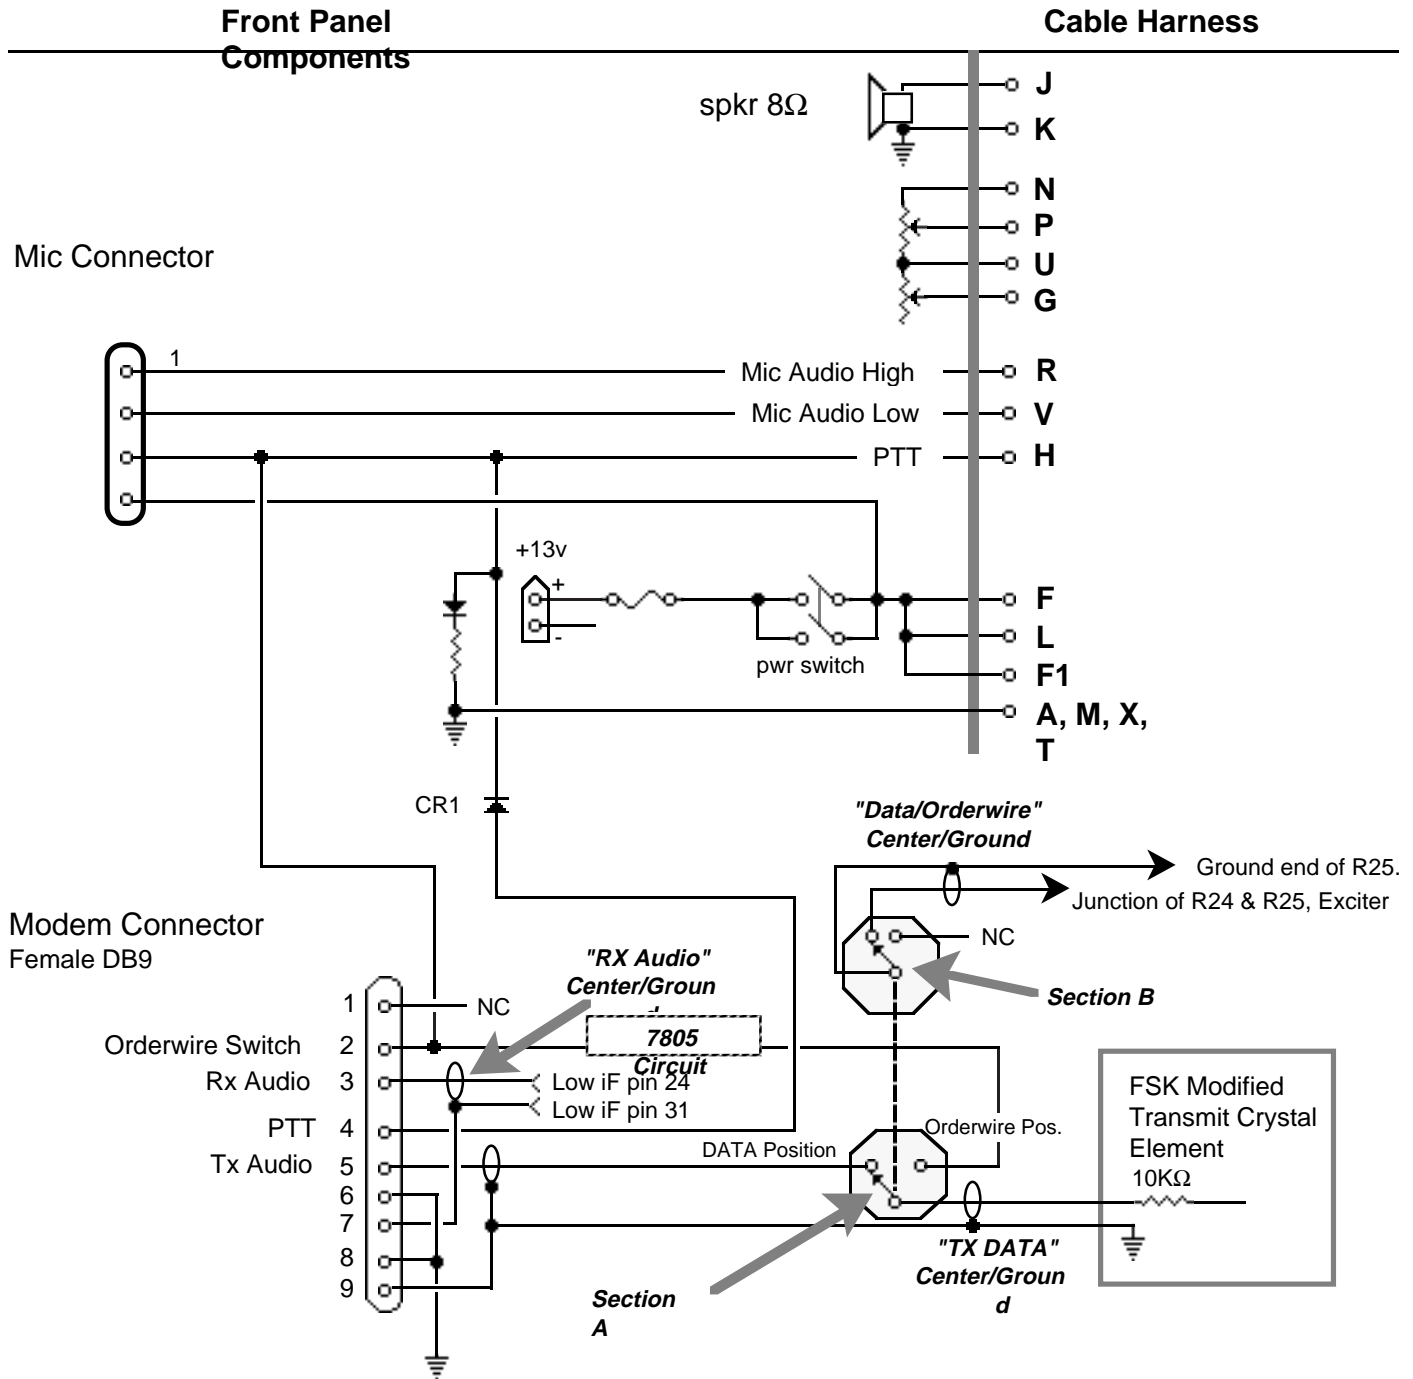 Front Panel
Components
Cable Harness
spkr 8Ω
J
K
N
P
U
G
Mic Connector
1
Mic Audio High
R
Mic Audio Low
V
PTT
H
+13v
+
-
pwr switch
F
L
F1
A, M, X,
T
CR1
"Data/Orderwire"
Center/Ground
Ground end of R25.
Junction of R24 & R25, Exciter
NC
Section B
Modem Connector
Female DB9
"RX Audio"
Center/Groun
1
NC
Orderwire Switch
2
7805
Circuit
Rx Audio
3
Low iF pin 24
Low iF pin 31
PTT
4
Orderwire Pos.
DATA Position
Tx Audio
5
6
7
8
9
FSK Modified
Transmit Crystal
Element
10KΩ
"TX DATA"
Center/Groun
d
Section
A